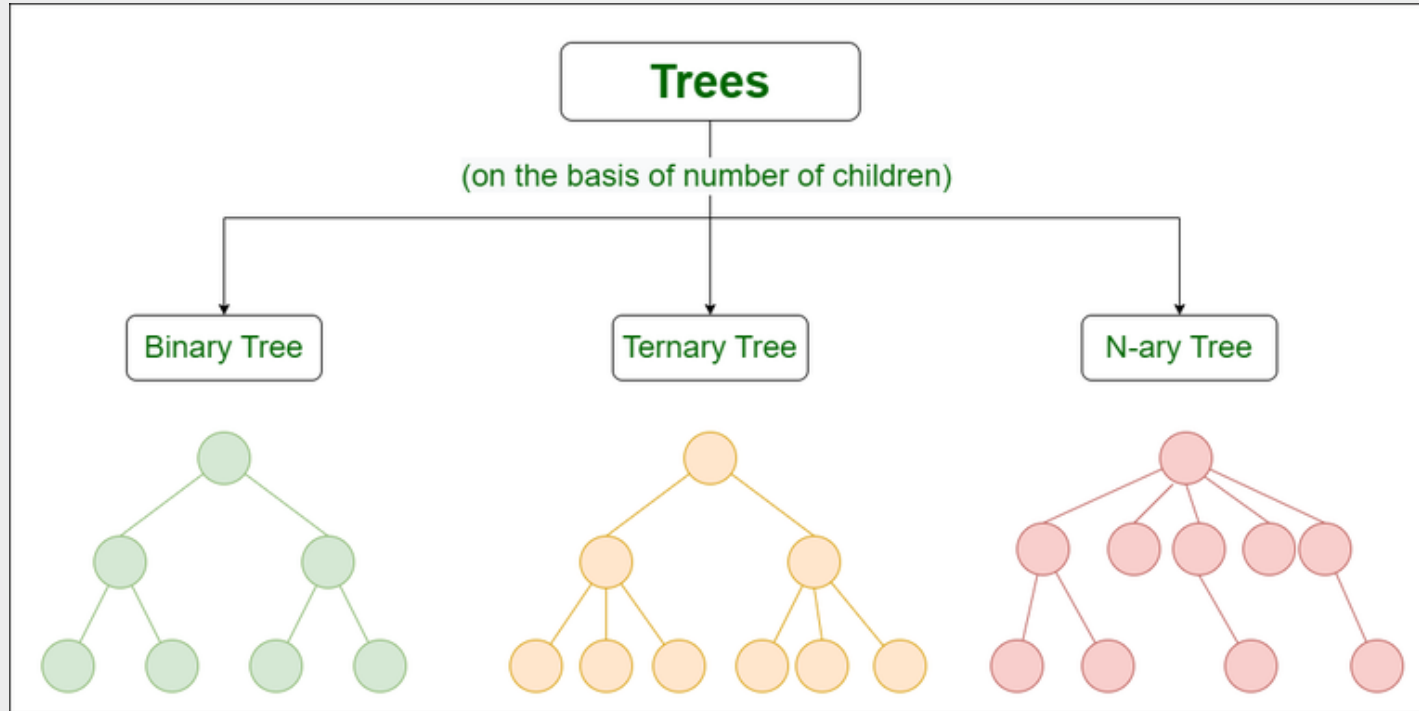 Trees
(on the basis of number of children)
Binary Tree
Ternary Tree
N-ary Tree